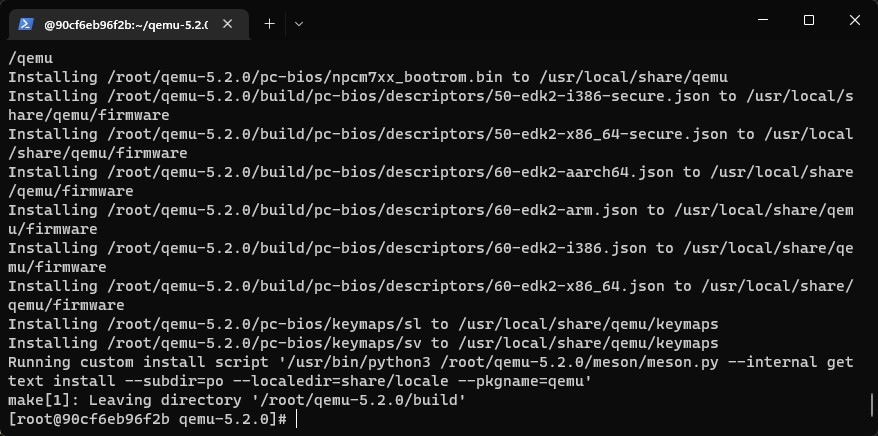 @90cf6eb96f2b:~/qemu-5.2.0
/qemu
Installing /root/qemu-5.2.0/pc-bios/npcm7xx_bootrom.bin to /usr/local/share/qemu
Installing /root/qemu-5.2.0/build/pc-bios/descriptors/50-edk2-i386-secure.json to /usr/local/s
hare/qemu/firmware
Installing /root/qemu-5.2.0/build/pc-bios/descriptors/50-edk2-x86_64-secure.json to /usr/local
/share/qemu/firmware
Installing /root/qemu-5.2.0/build/pc-bios/descriptors/60-edk2-aarch64.json to /usr/local/share
/qemu/firmware
Installing /root/qemu-5.2.0/build/pc-bios/descriptors/60-edk2-arm.json to /usr/local/share/qem
u/firmware
Installing /root/qemu-5.2.0/build/pc-bios/descriptors/60-edk2-i386.json to /usr/local/share/qe
mu/firmware
Installing /root/qemu-5.2.0/build/pc-bios/descriptors/60-edk2-x86_64.json to /usr/local/share/
qemu/firmware
Installing /root/qemu-5.2.0/pc-bios/keymaps/sl to /usr/local/share/qemu/keymaps
Installing /root/qemu-5.2.0/pc-bios/keymaps/sv to /usr/local/share/qemu/keymaps
Running custom install script '/usr/bin/python3 /root/qemu-5.2.0/meson/meson.py --internal get
text install --subdir=po --localedir=share/locale --pkgname=qemu'
make[1]: Leaving directory '/root/qemu-5.2.0/build'
[root@90cf6eb96f2b qemu-5.2.0]#